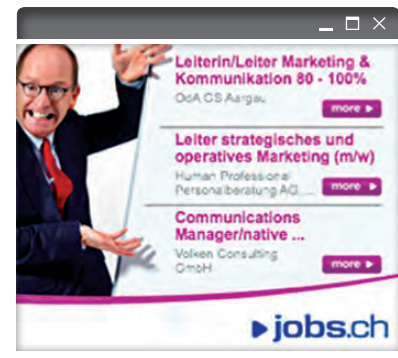 Leiterin/Leiter Marketing &
Kommunikation 80 - 100%
OdA GS Aargau
more
Leiter strategisches und
operatives Marketing (m/w)
Human Professional
Personalberatung AG ...
more
Communications
Manager/native ...
Volken Consulting
GmbH
more
jobs.ch